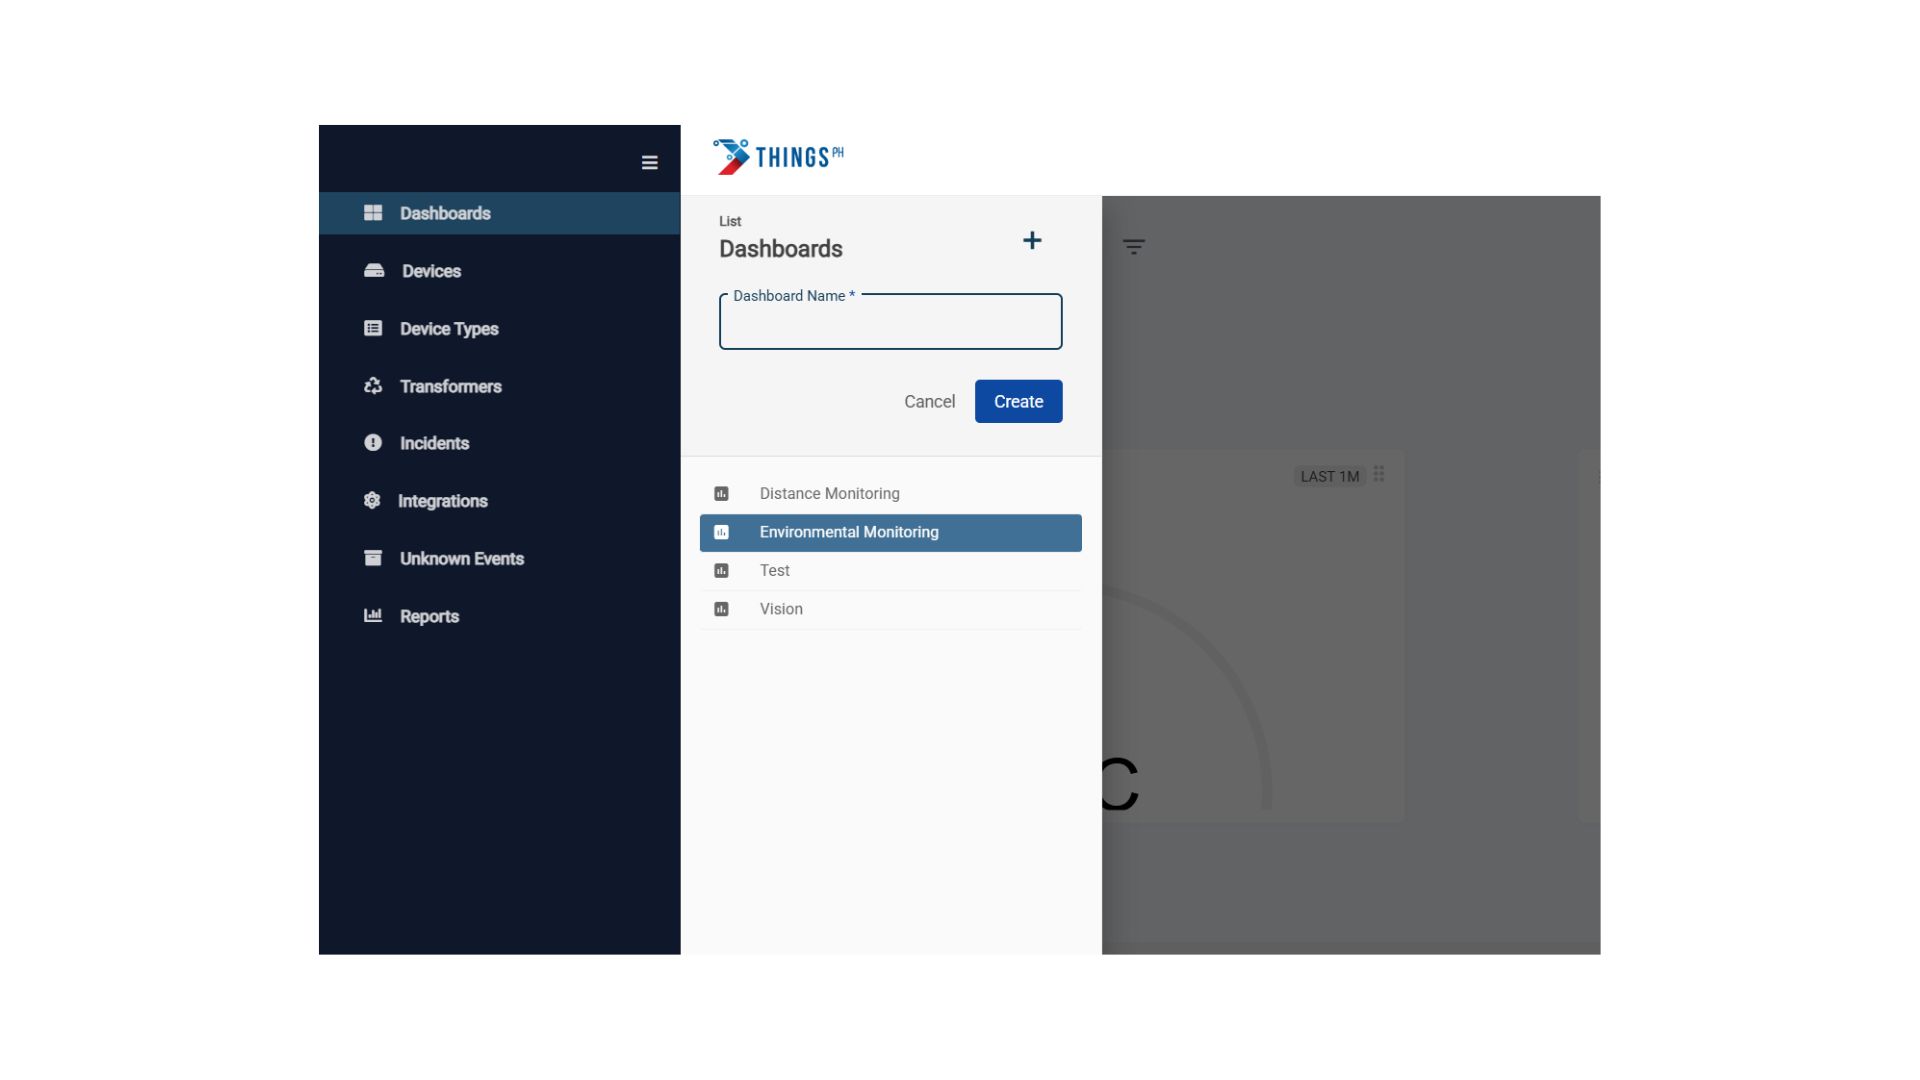 THINGS PH
Dashboards
Devices
Device Types
Transformers
Incidents
Integrations
Unknown Events
Reports
List
Dashboards
Dashboard Name *
Cancel
Create
Distance Monitoring
Environmental Monitoring
Test
Vision
LAST 1M
C